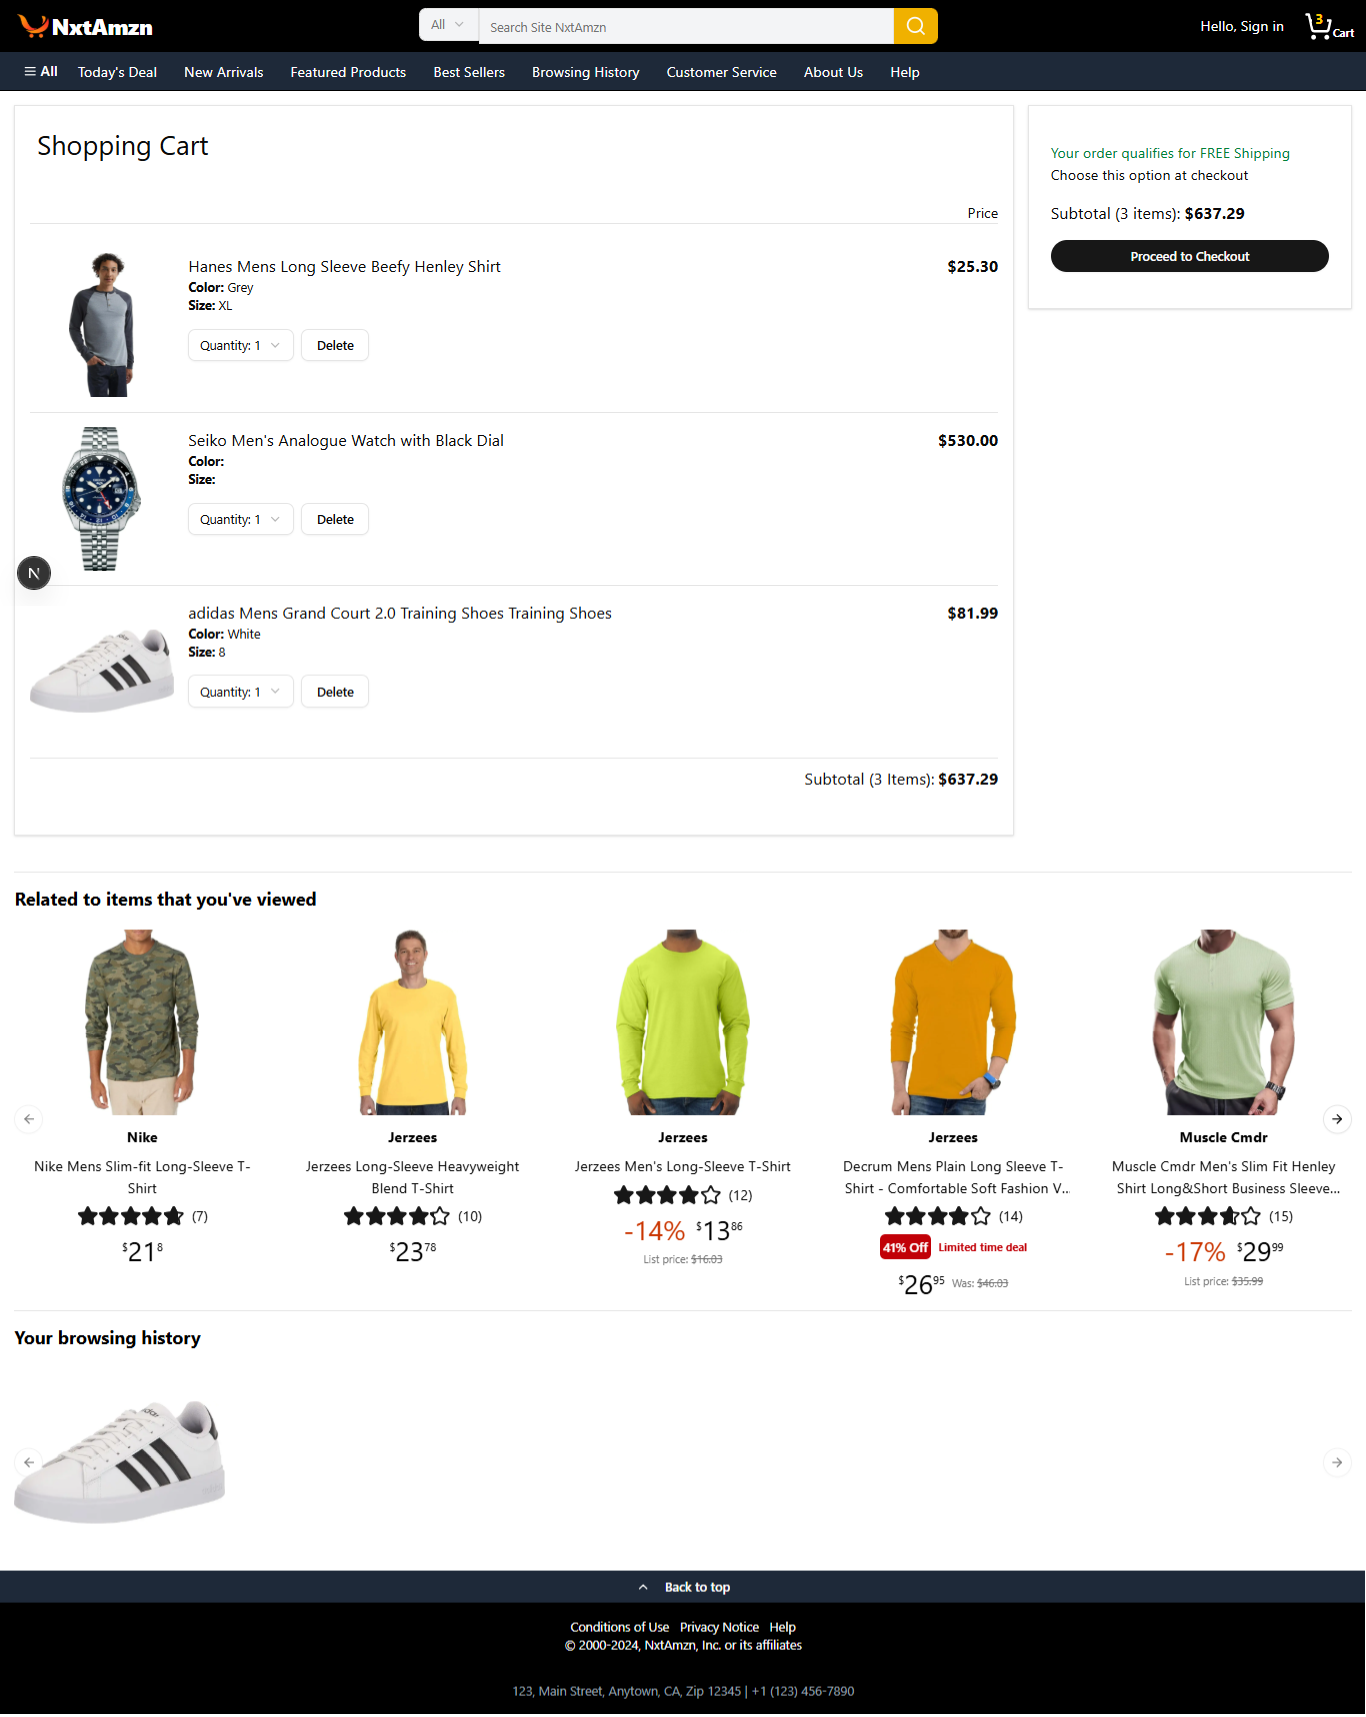 NxtAmzn
All
Search Site NxtAmzn
Hello, Sign in
3
Cart
All
Today's Deal
New Arrivals
Featured Products
Best Sellers
Browsing History
Customer Service
About Us
Help
Shopping Cart
Price
Hanes Mens Long Sleeve Beefy Henley Shirt
$25.30
Color: Grey
Size: XL
Quantity: 1
Delete
Seiko Men's Analogue Watch with Black Dial
$530.00
Color:
Size:
Quantity: 1
Delete
N
adidas Mens Grand Court 2.0 Training Shoes Training Shoes
$81.99
Color: White
Size: 8
Quantity: 1
Delete
Subtotal (3 Items): $637.29
Your order qualifies for FREE Shipping
Choose this option at checkout
Subtotal (3 items): $637.29
Proceed to Checkout
Related to items that you've viewed
Nike
Nike Mens Slim-fit Long-Sleeve T-
Shirt
(7)
$21 8
Jerzees
Jerzees Long-Sleeve Heavyweight
Blend T-Shirt
(10)
$23 78
Jerzees
Jerzees Men's Long-Sleeve T-Shirt
(12)
-14% $13 86
List price: $16.03
Jerzees
Decrum Mens Plain Long Sleeve T-
Shirt - Comfortable Soft Fashion V...
(14)
41% Off Limited time deal
$26 95 Was: $46.03
Muscle Cmdr
Muscle Cmdr Men's Slim Fit Henley
Shirt Long&Short Business Sleeve...
(15)
-17% $29 99
List price: $35.99
Your browsing history
Back to top
Conditions of Use Privacy Notice Help
© 2000-2024, NxtAmzn, Inc. or its affiliates
123, Main Street, Anytown, CA, Zip 12345 | +1 (123) 456-7890